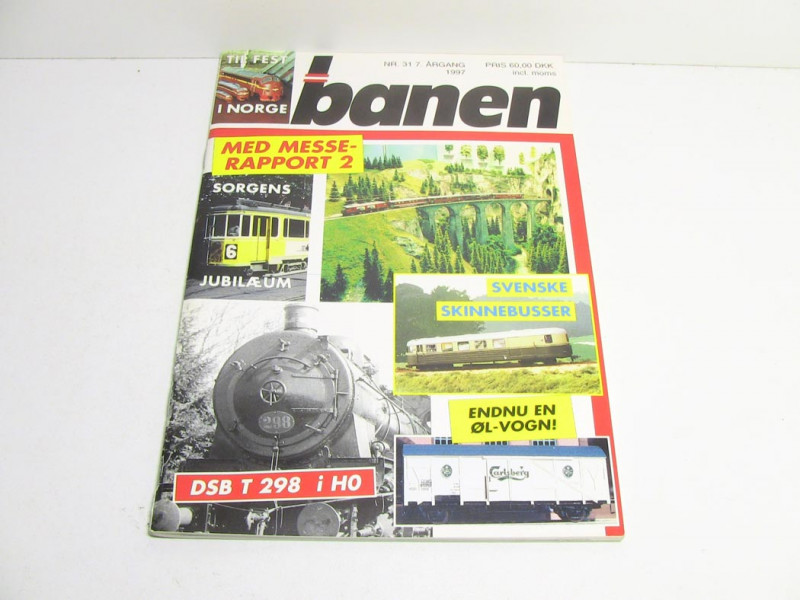 TIL FEST
I NORGE
NR. 31 7. ÅRGANG
1997
PRIS 60,00 DKK
incl. moms
banen
MED MESSE-
RAPPORT 2
SORGENS
6
JUBILÆUM
SVENSKE
SKINNEBUSSER
298
ENDNU EN
ØL-VOGN!
Carlsberg
DSB T 298 i H0